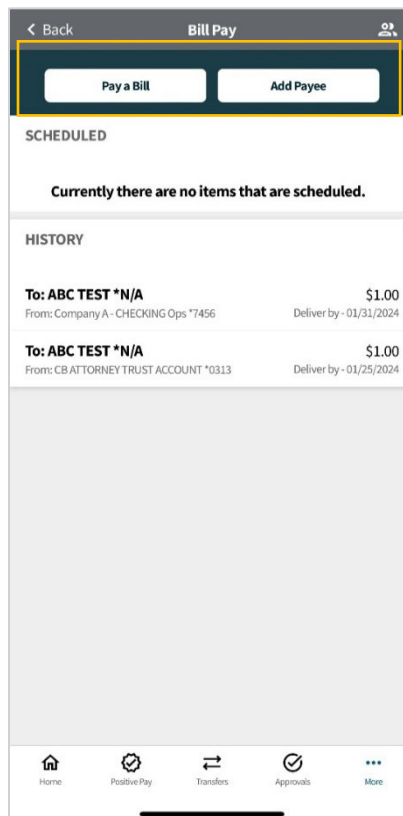 Back
Bill Pay
Pay a Bill
Add Payee
SCHEDULED
Currently there are no items that are scheduled.
HISTORY
To: ABC TEST *N/A $1.00
From: Company A - CHECKING Ops *7456 Deliver by - 01/31/2024
To: ABC TEST *N/A $1.00
From: CB ATTORNEY TRUST ACCOUNT *0313 Deliver by - 01/25/2024
Home Positive Pay Transfers Approvals More